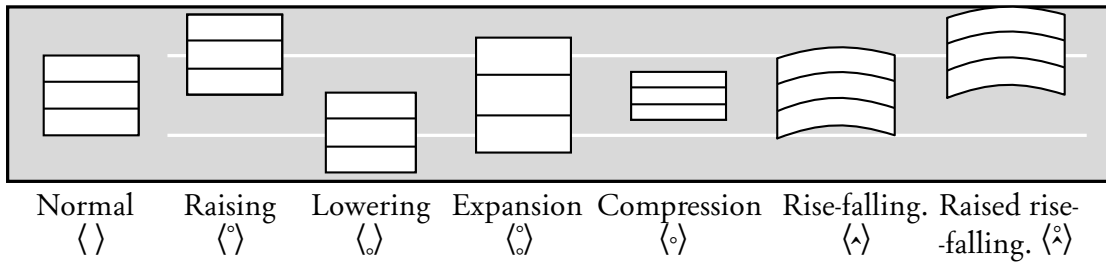 Normal Raising Lowering Expansion Compression Rise-falling. Raised rise-
⟨ ⟩ ⟨˚⟩ ⟨˳⟩ ⟨˚˳⟩ ⟨◦⟩ ⟨^⟩ -falling. ⟨^̊⟩